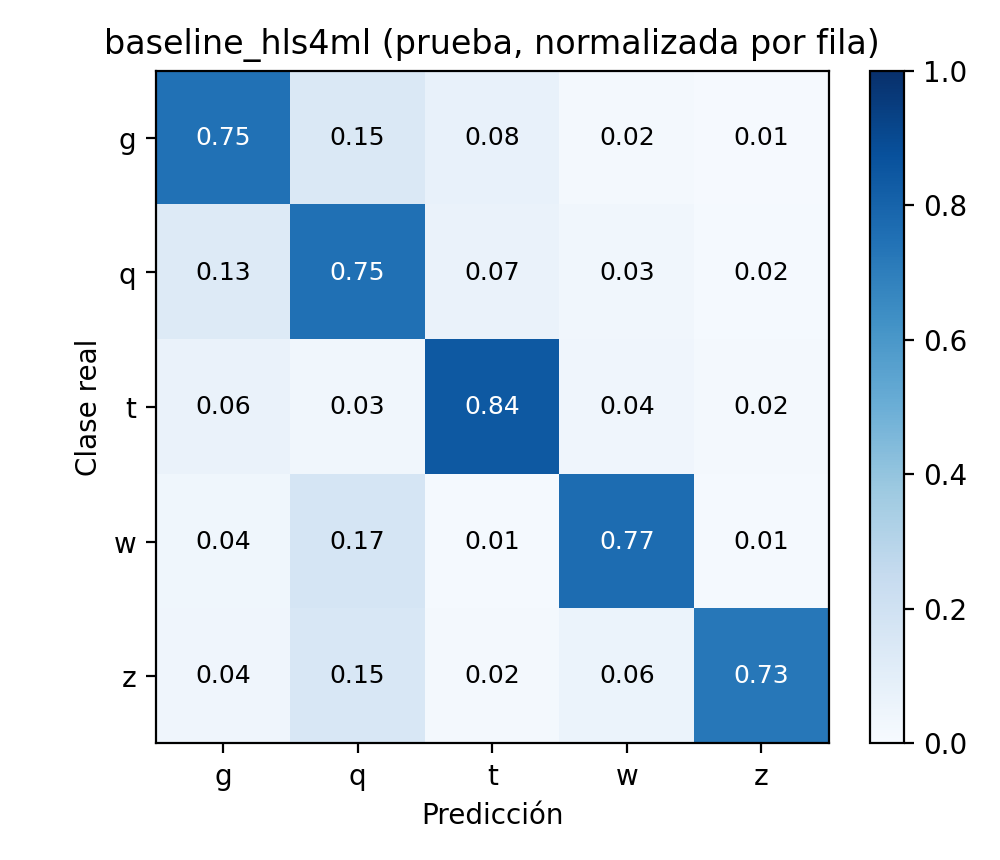 baseline_hls4ml (prueba, normalizada por fila)
1.0
g 0.75 0.15 0.08 0.02 0.01
0.8
q 0.13 0.75 0.07 0.03 0.02
0.6
Clase real
t 0.06 0.03 0.84 0.04 0.02
0.4
w 0.04 0.17 0.01 0.77 0.01
0.2
z 0.04 0.15 0.02 0.06 0.73
0.0
g q t w z
Predicción